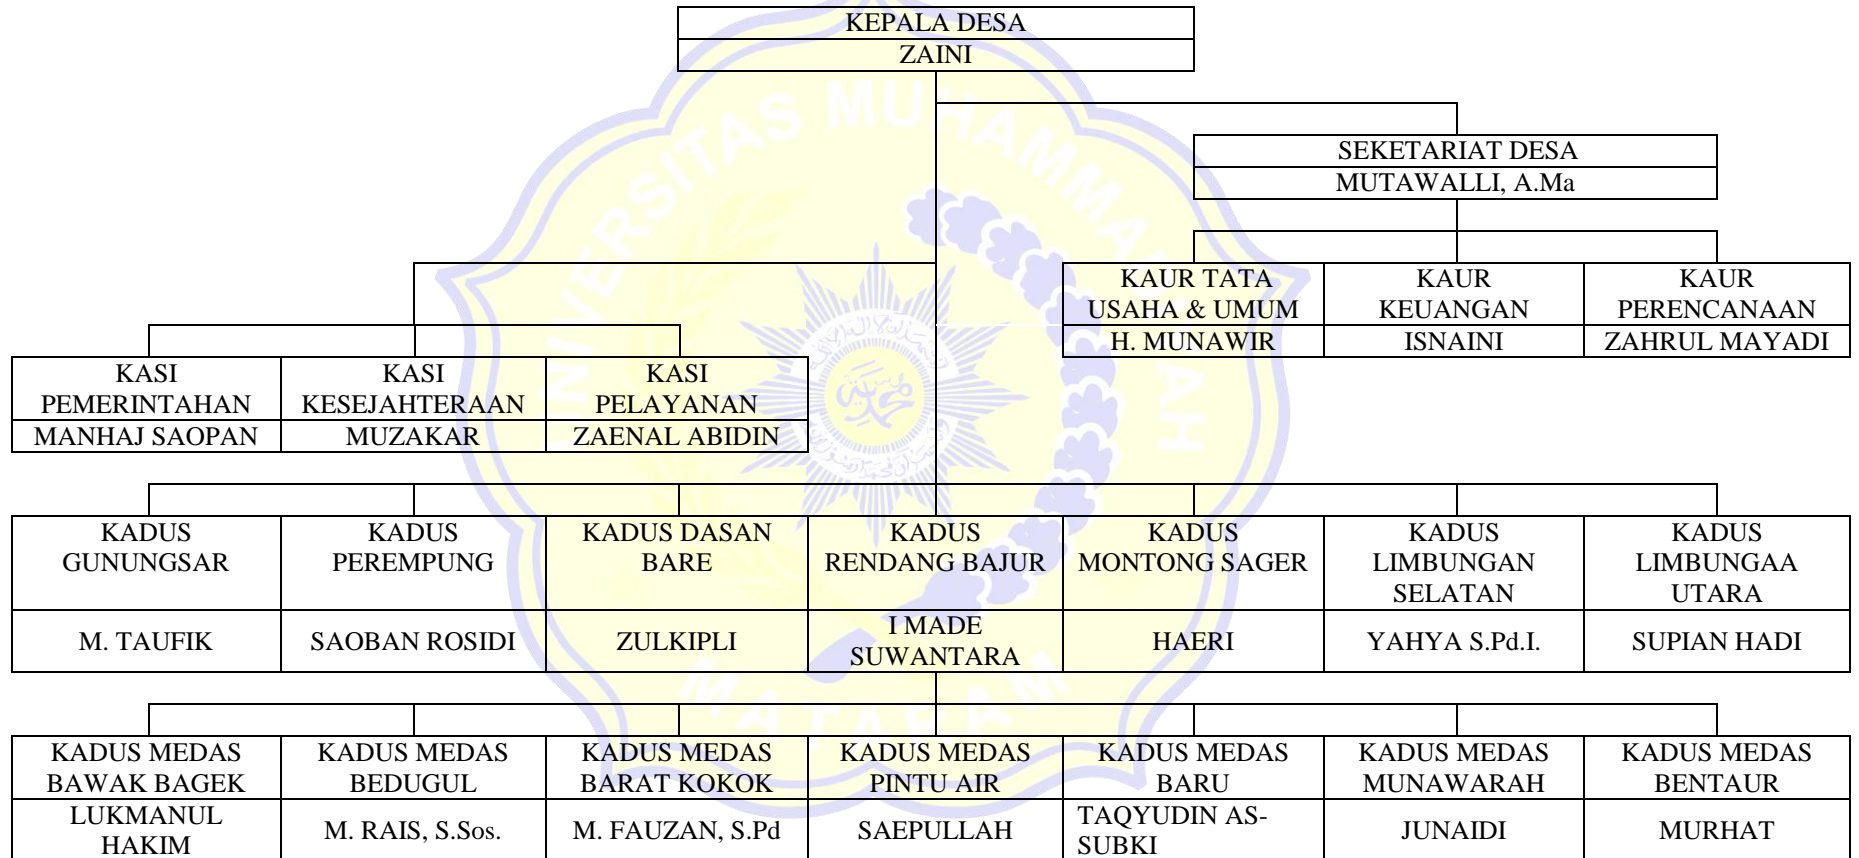 KEPALA DESA
ZAINI
SEKETARIAT DESA
MUTAWALLI, A.Ma
KAUR TATA
USAHA & UMUM
H. MUNAWIR
KAUR
KEUANGAN
ISNAINI
KAUR
PERENCANAAN
ZAHRUL MAYADI
KASI
PEMERINTAHAN
MANHAJ SAOPAN
KASI
KESEJAHTERAAN
MUZAKAR
KASI
PELAYANAN
ZAENAL ABIDIN
KADUS
GUNUNGSAR
M. TAUFIK
KADUS
PEREMPUNG
SAOBAN ROSIDI
KADUS DASAN
BARE
ZULKIPLI
KADUS
RENDANG BAJUR
I MADE
SUWANTARA
KADUS
MONTONG SAGER
HAERI
KADUS
LIMBUNGAN
SELATAN
YAHYA S.Pd.I.
KADUS
LIMBUNGAA
UTARA
SUPIAN HADI
KADUS MEDAS
BAWAK BAGEK
LUKMANUL
HAKIM
KADUS MEDAS
BEDUGUL
M. RAIS, S.Sos.
KADUS MEDAS
BARAT KOKOK
M. FAUZAN, S.Pd
KADUS MEDAS
PINTU AIR
SAEPULLAH
KADUS MEDAS
BARU
TAQYUDIN AS-
SUBKI
KADUS MEDAS
MUNAWARAH
JUNAIDI
KADUS MEDAS
BENTAUR
MURHAT
UNIVERSITAS MUHAMMADIYAH
MATARAM